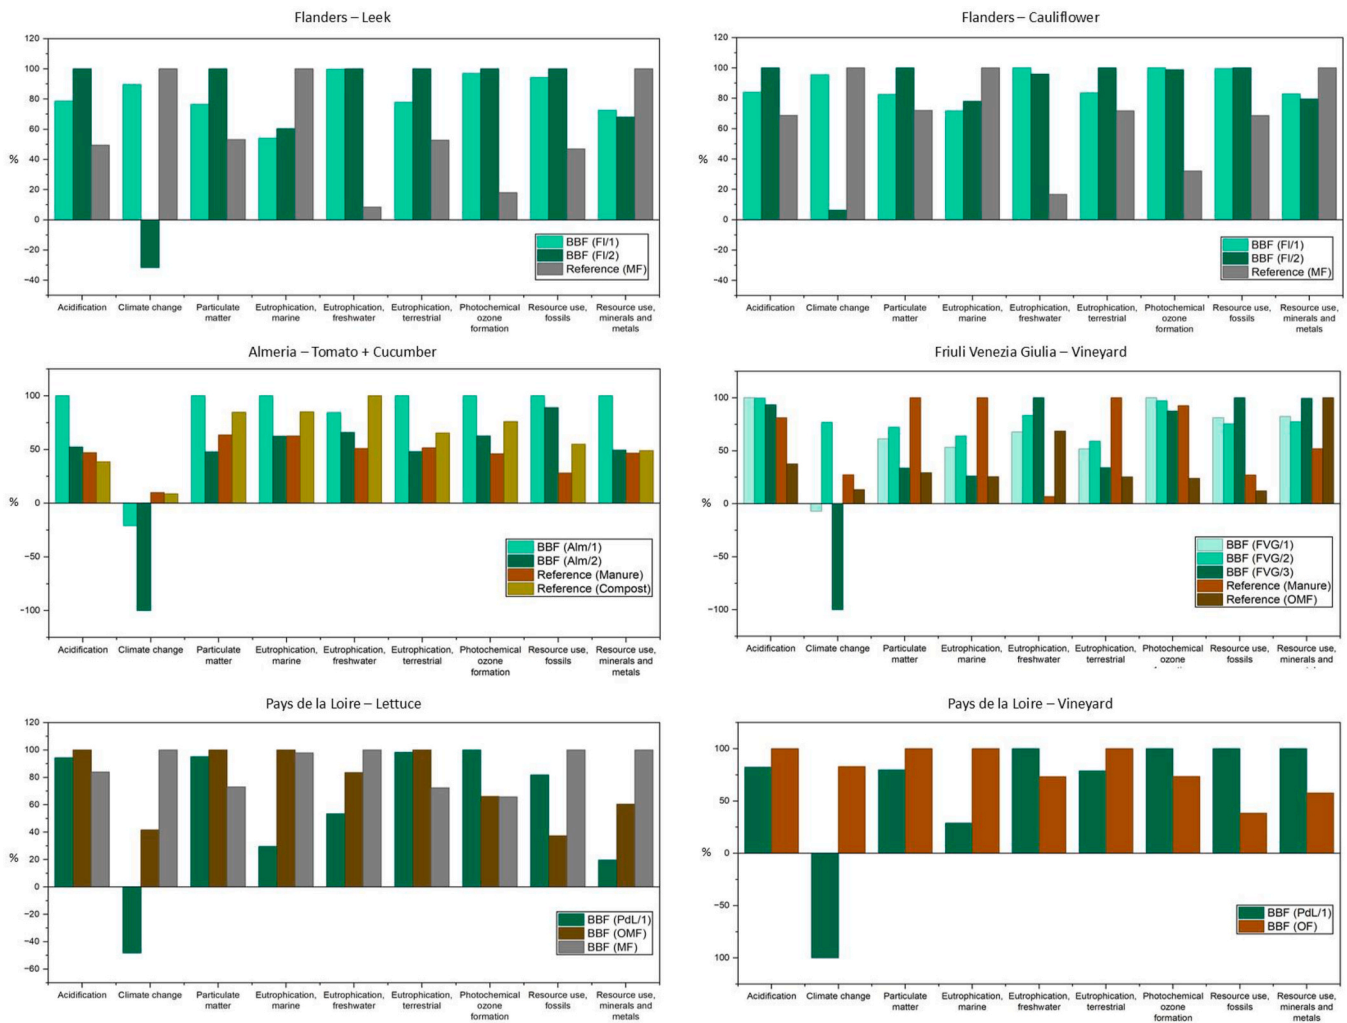 Flanders – Leek
120
100
80
60
40
20
0
−20
−40
%
BBF (FI/1)
BBF (FI/2)
Reference (MF)
Acidification
Climate change
Particulate
matter
Eutrophication,
marine
Eutrophication,
freshwater
Eutrophication,
terrestrial
Photochemical
ozone
formation
Resource use,
fossils
Resource use,
minerals and
metals
Flanders – Cauliflower
120
100
80
60
40
20
0
−20
−40
%
BBF (FI/1)
BBF (FI/2)
Reference (MF)
Acidification
Climate change
Particulate
matter
Eutrophication,
marine
Eutrophication,
freshwater
Eutrophication,
terrestrial
Photochemical
ozone
formation
Resource use,
fossils
Resource use,
minerals and
metals
Almeria – Tomato + Cucumber
100
50
0
−50
−100
%
BBF (Alm/1)
BBF (Alm/2)
Reference (Manure)
Reference (Compost)
Acidification
Climate change
Particulate
matter
Eutrophication,
marine
Eutrophication,
freshwater
Eutrophication,
terrestrial
Photochemical
ozone
formation
Resource use,
fossils
Resource use,
minerals and
metals
Friuli Venezia Giulia – Vineyard
100
50
0
−50
−100
%
BBF (FVG/1)
BBF (FVG/2)
BBF (FVG/3)
Reference (Manure)
Reference (OMF)
Acidification
Climate change
Particulate
matter
Eutrophication,
marine
Eutrophication,
freshwater
Eutrophication,
terrestrial
Photochemical
ozone
Resource use,
fossils
Resource use,
minerals and
Pays de la Loire – Lettuce
120
100
80
60
40
20
0
−20
−40
−60
%
BBF (PdL/1)
BBF (OMF)
BBF (MF)
Acidification
Climate change
Particulate
matter
Eutrophication,
marine
Eutrophication,
freshwater
Eutrophication,
terrestrial
Photochemical
ozone
formation
Resource use,
fossils
Resource use,
minerals and
metals
Pays de la Loire – Vineyard
100
50
0
−50
100
%
BBF (PdL/1)
BBF (OF)
Acidification
Climate change
Particulate
matter
Eutrophication,
marine
Eutrophication,
freshwater
Eutrophication,
terrestrial
Photochemical
ozone
formation
Resource use,
fossils
Resource use,
minerals and
metals